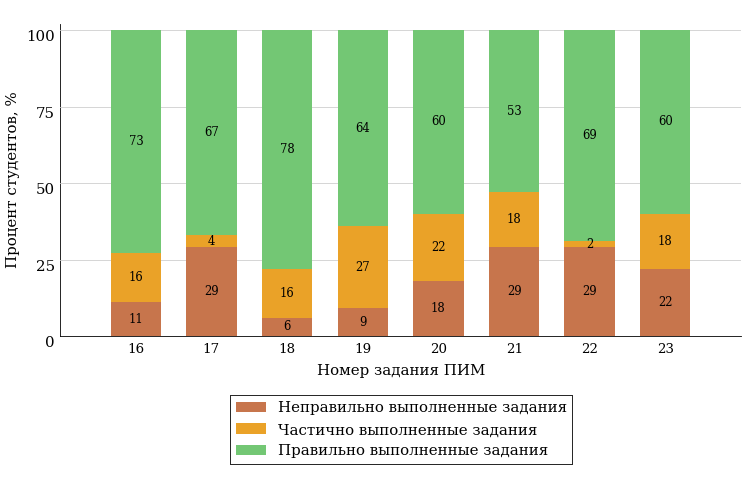 Процент студентов, %
100
75
50
25
0
73 67 78 64 60 53 69 60
16 4 16 27 22 18 2 18
11 29 6 9 18 29 29 22
16 17 18 19 20 21 22 23
Номер задания ПИМ
Неправильно выполненные задания
Частично выполненные задания
Правильно выполненные задания